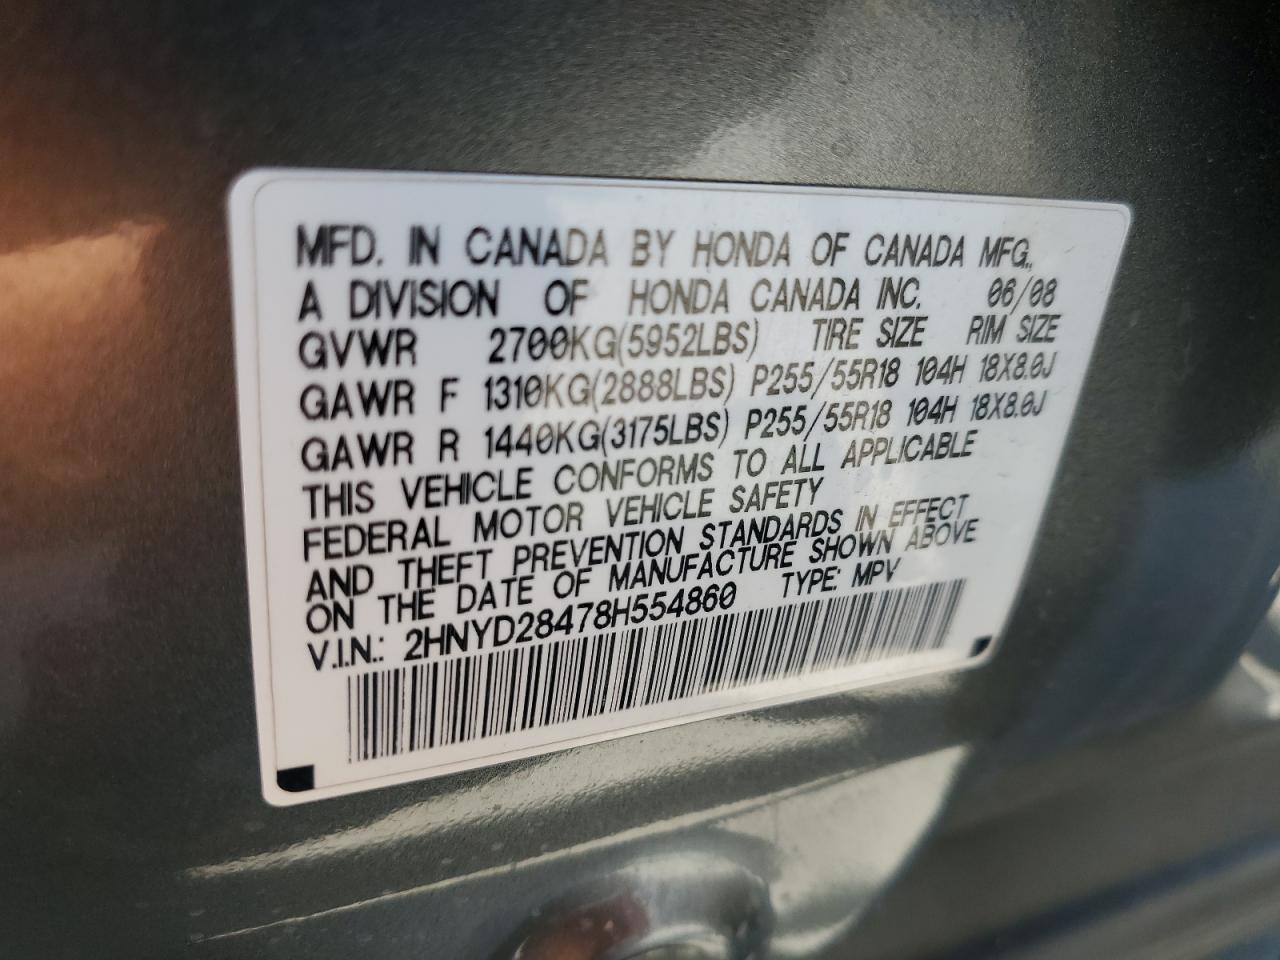 MFD. IN CANADA BY HONDA OF CANADA MFG.,
A DIVISION OF HONDA CANADA INC. 06/08
GVWR 2700KG(5952LBS) TIRE SIZE RIM SIZE
GAWR F 1310KG(2888LBS) P255/55R18 104H 18X8.0J
GAWR R 1440KG(3175LBS) P255/55R18 104H 18X8.0J
THIS VEHICLE CONFORMS TO ALL APPLICABLE
FEDERAL MOTOR VEHICLE SAFETY
AND THEFT PREVENTION STANDARDS IN EFFECT
ON THE DATE OF MANUFACTURE SHOWN ABOVE
V.I.N.: 2HNYD28478H554860 TYPE: MPV